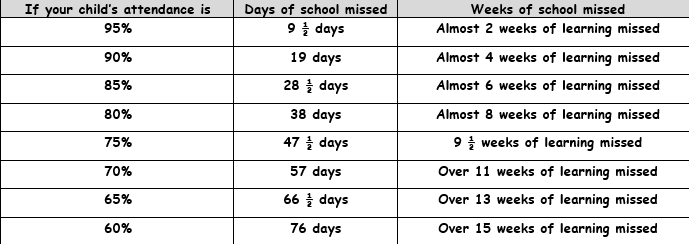 If your child's attendance is Days of school missed Weeks of school missed
95% 9 ½ days Almost 2 weeks of learning missed
90% 19 days Almost 4 weeks of learning missed
85% 28 ½ days Almost 6 weeks of learning missed
80% 38 days Almost 8 weeks of learning missed
75% 47 ½ days 9 ½ weeks of learning missed
70% 57 days Over 11 weeks of learning missed
65% 66 ½ days Over 13 weeks of learning missed
60% 76 days Over 15 weeks of learning missed